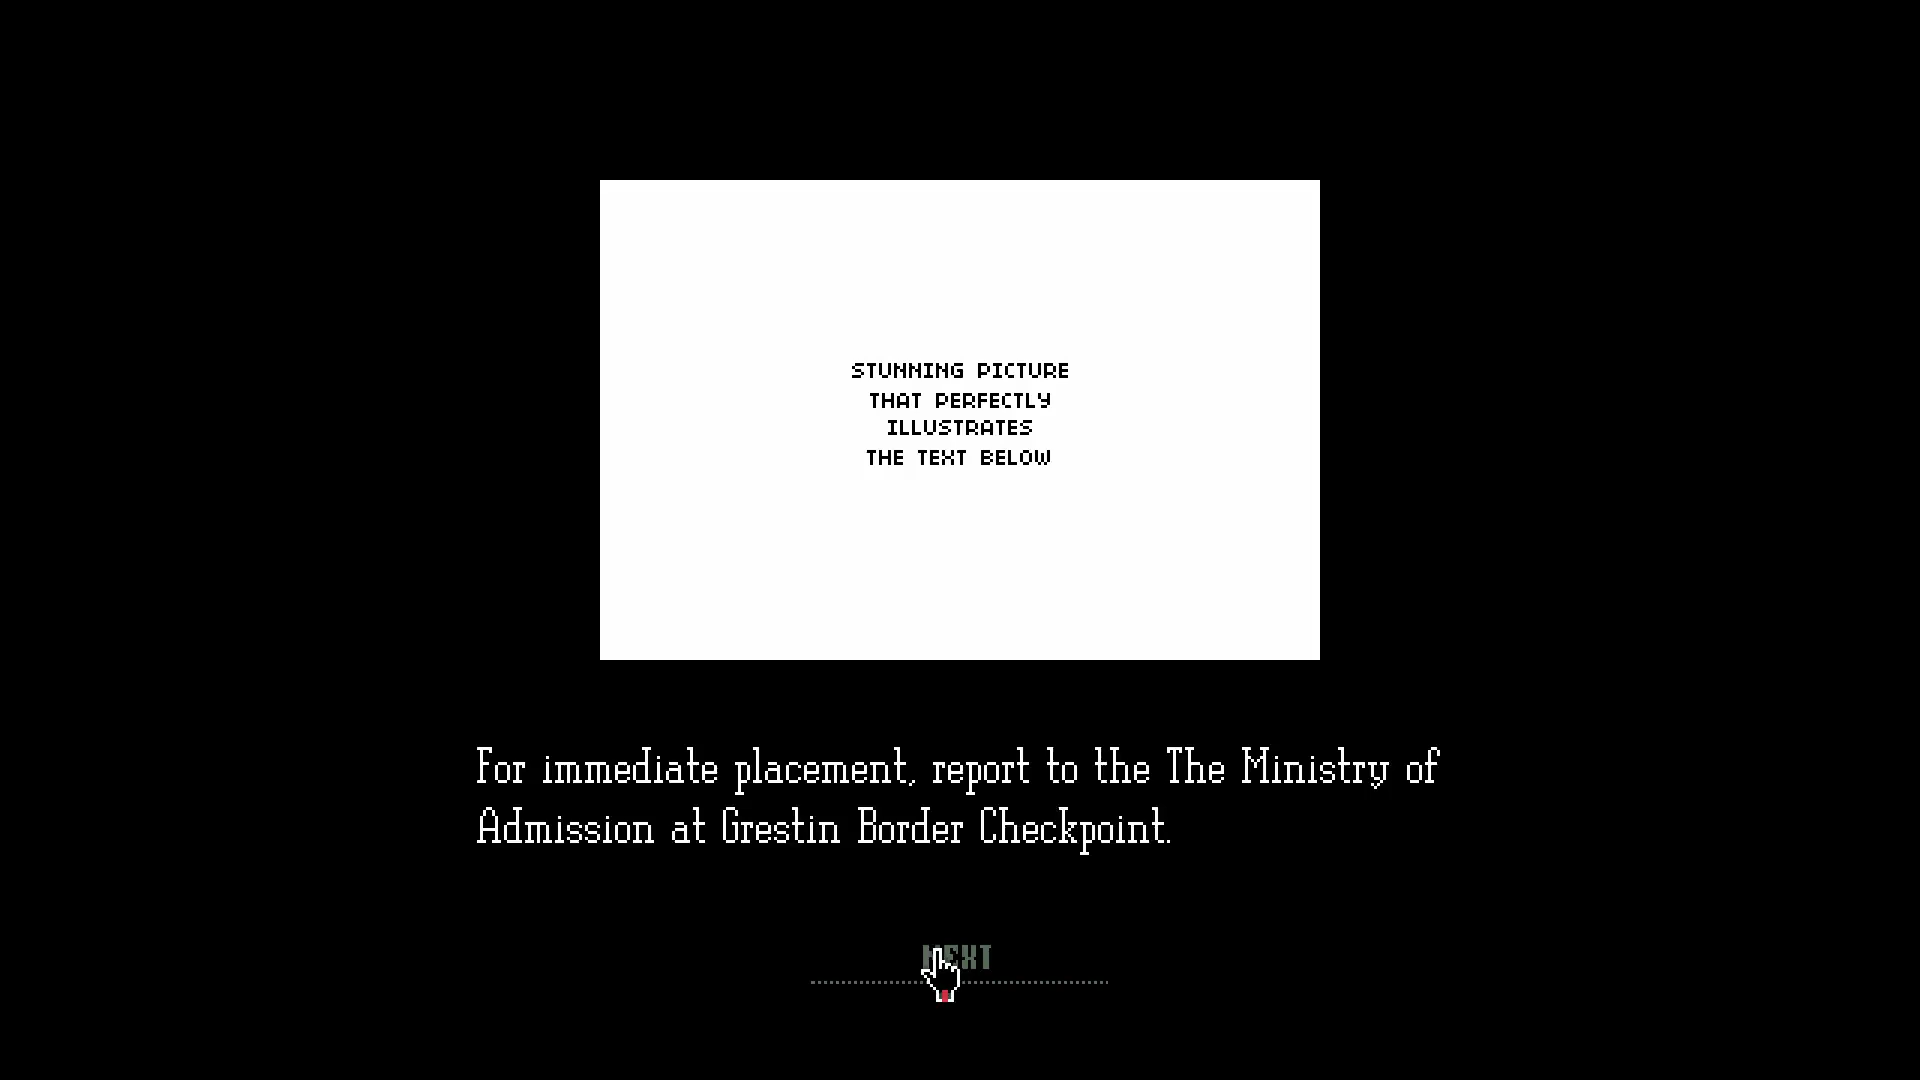 STUNNING PICTURE
THAT PERFECTLY
ILLUSTRATES
THE TEXT BELOW
For immediate placement, report to the The Ministry of
Admission at Grestin Border Checkpoint.
NEXT